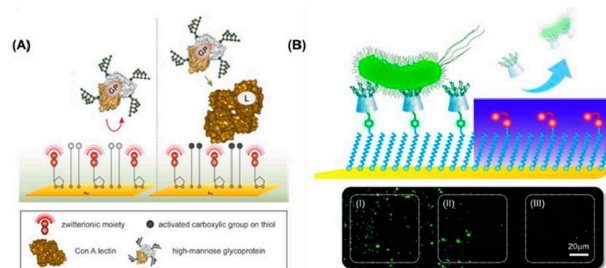 (A)
GP
GP
L
Au
Au
zwitterionic moiety
activated carboxylic group on thiol
Con A lectin
high-mannose glycoprotein
(B)
(I)
(II)
(III)
20μm